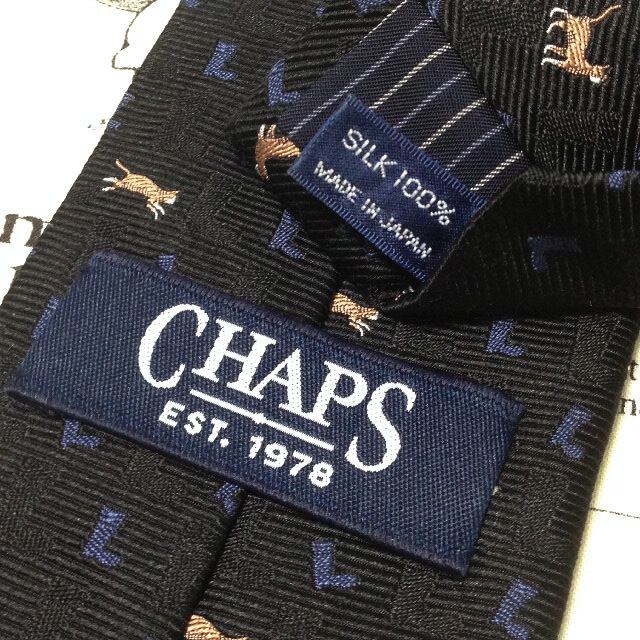 SILK 100%
MADE IN JAPAN
CHAPS
EST. 1978